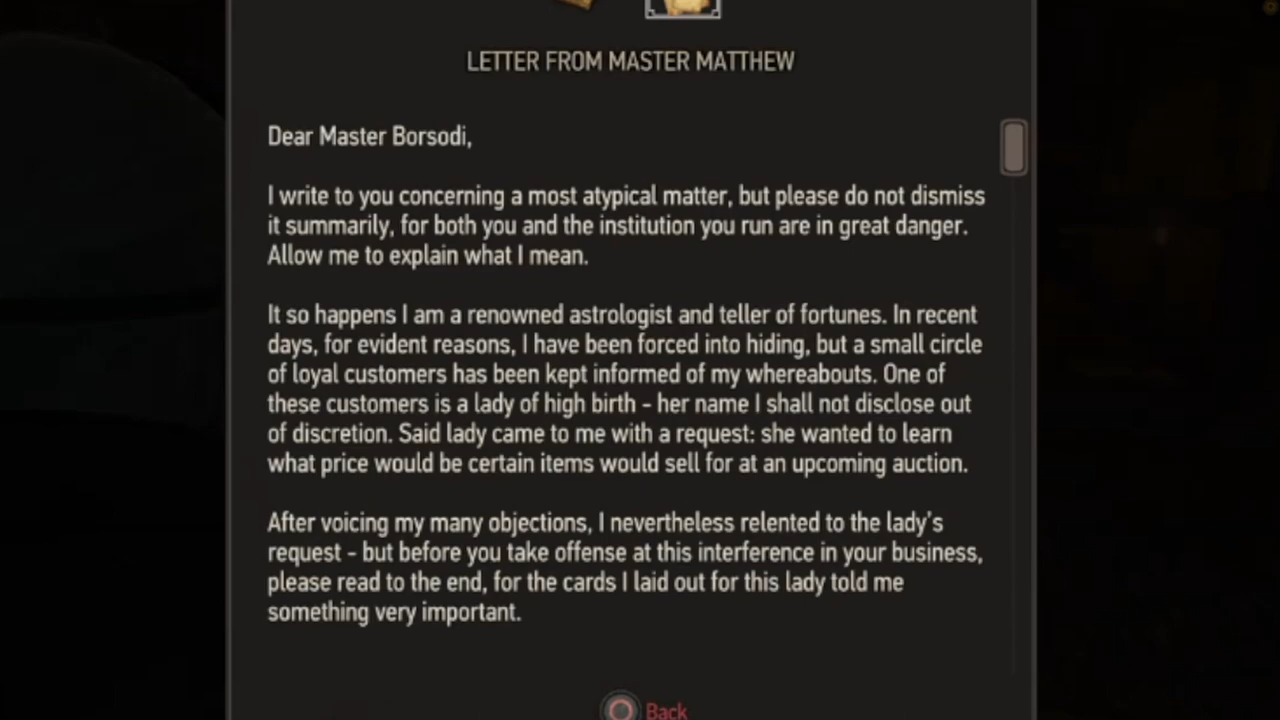 LETTER FROM MASTER MATTHEW
Dear Master Borsodi,
I write to you concerning a most atypical matter, but please do not dismiss
it summarily, for both you and the institution you run are in great danger.
Allow me to explain what I mean.
It so happens I am a renowned astrologist and teller of fortunes. In recent
days, for evident reasons, I have been forced into hiding, but a small circle
of loyal customers has been kept informed of my whereabouts. One of
these customers is a lady of high birth - her name I shall not disclose out
of discretion. Said lady came to me with a request: she wanted to learn
what price would be certain items would sell for at an upcoming auction.
After voicing my many objections, I nevertheless relented to the lady's
request - but before you take offense at this interference in your business,
please read to the end, for the cards I laid out for this lady told me
something very important.
Back